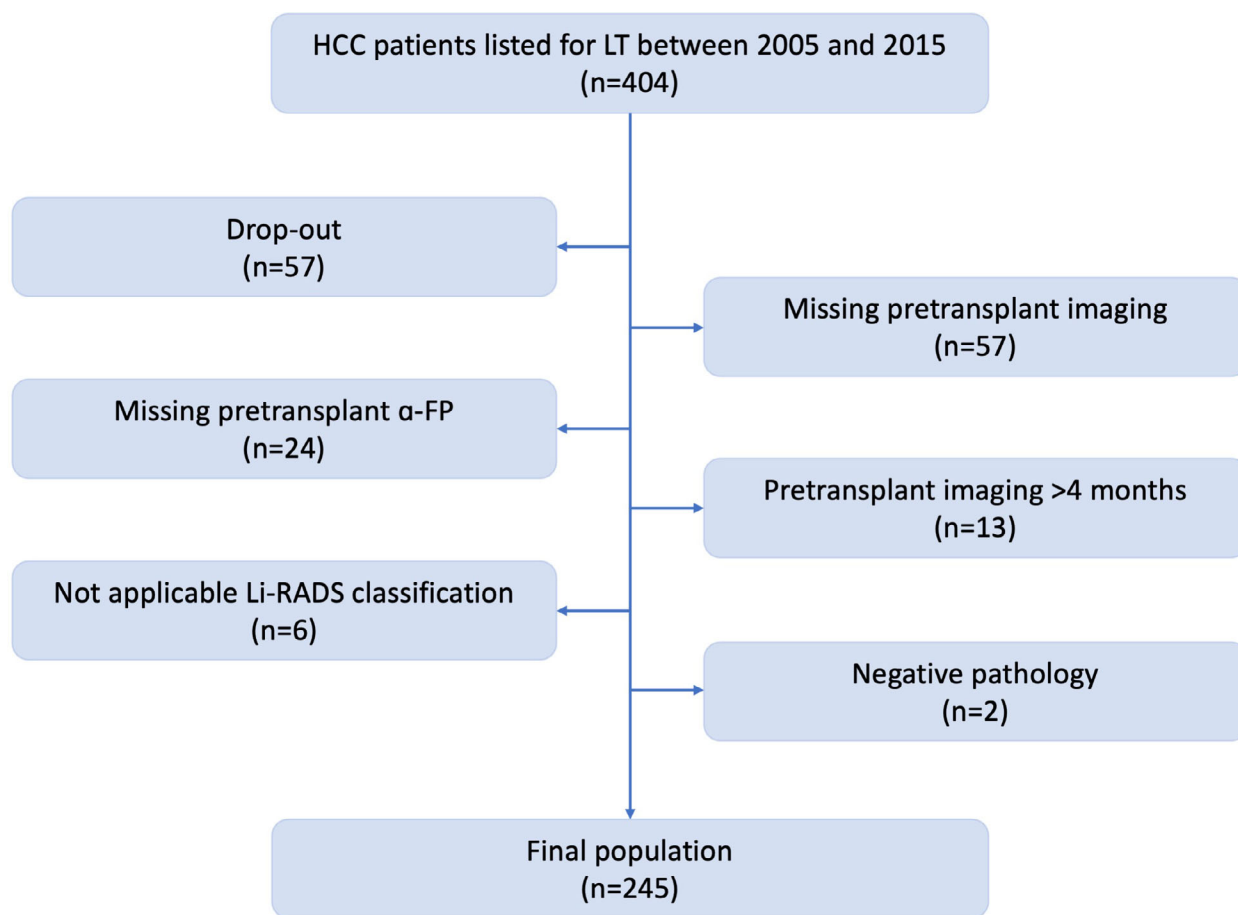 HCC patients listed for LT between 2005 and 2015
(n=404)
Drop-out
(n=57)
Missing pretransplant imaging
(n=57)
Missing pretransplant α-FP
(n=24)
Pretransplant imaging >4 months
(n=13)
Not applicable Li-RADS classification
(n=6)
Negative pathology
(n=2)
Final population
(n=245)